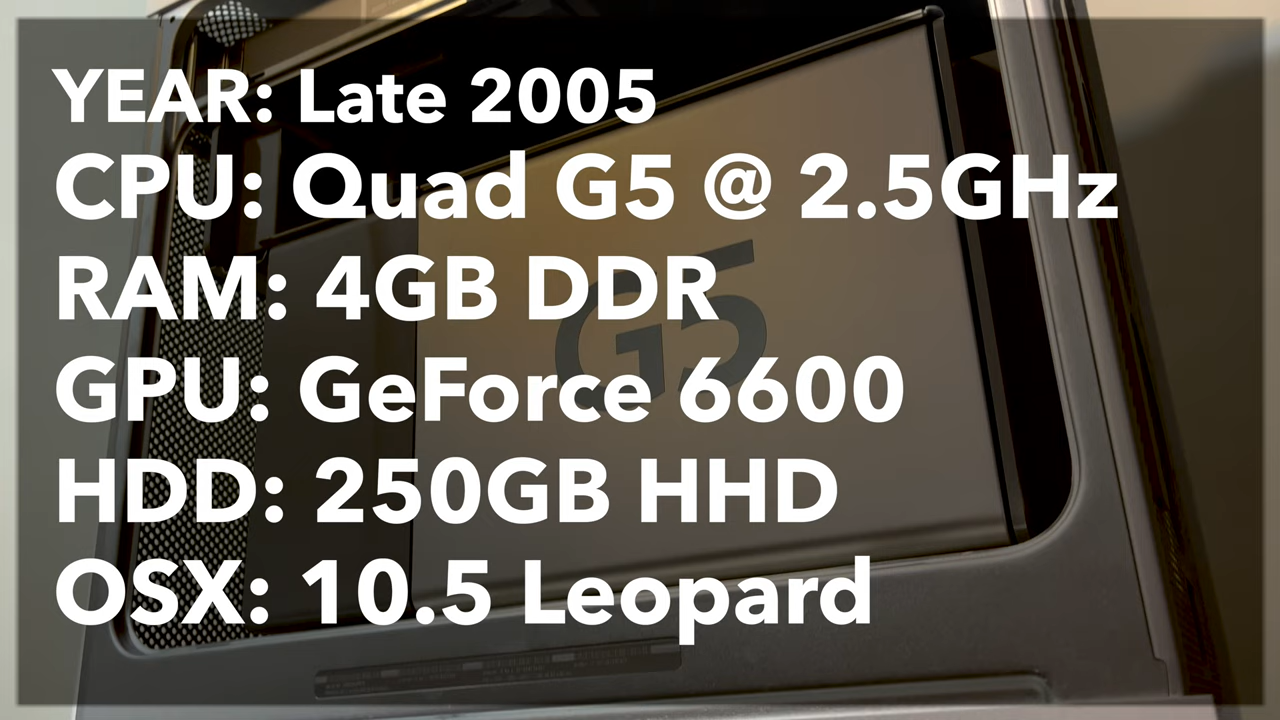 YEAR: Late 2005
CPU: Quad G5 @ 2.5GHz
RAM: 4GB DDR
G5
GPU: GeForce 6600
HDD: 250GB HHD
OSX: 10.5 Leopard